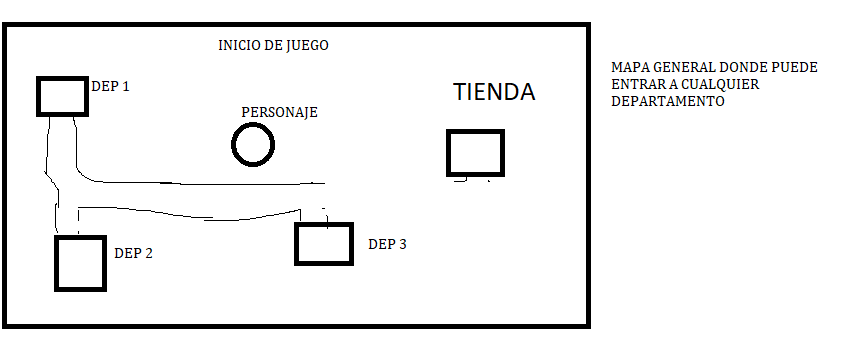 INICIO DE JUEGO
DEP 1
TIENDA
PERSONAJE
DEP 2
DEP 3
MAPA GENERAL DONDE PUEDE
ENTRAR A CUALQUIER
DEPARTAMENTO